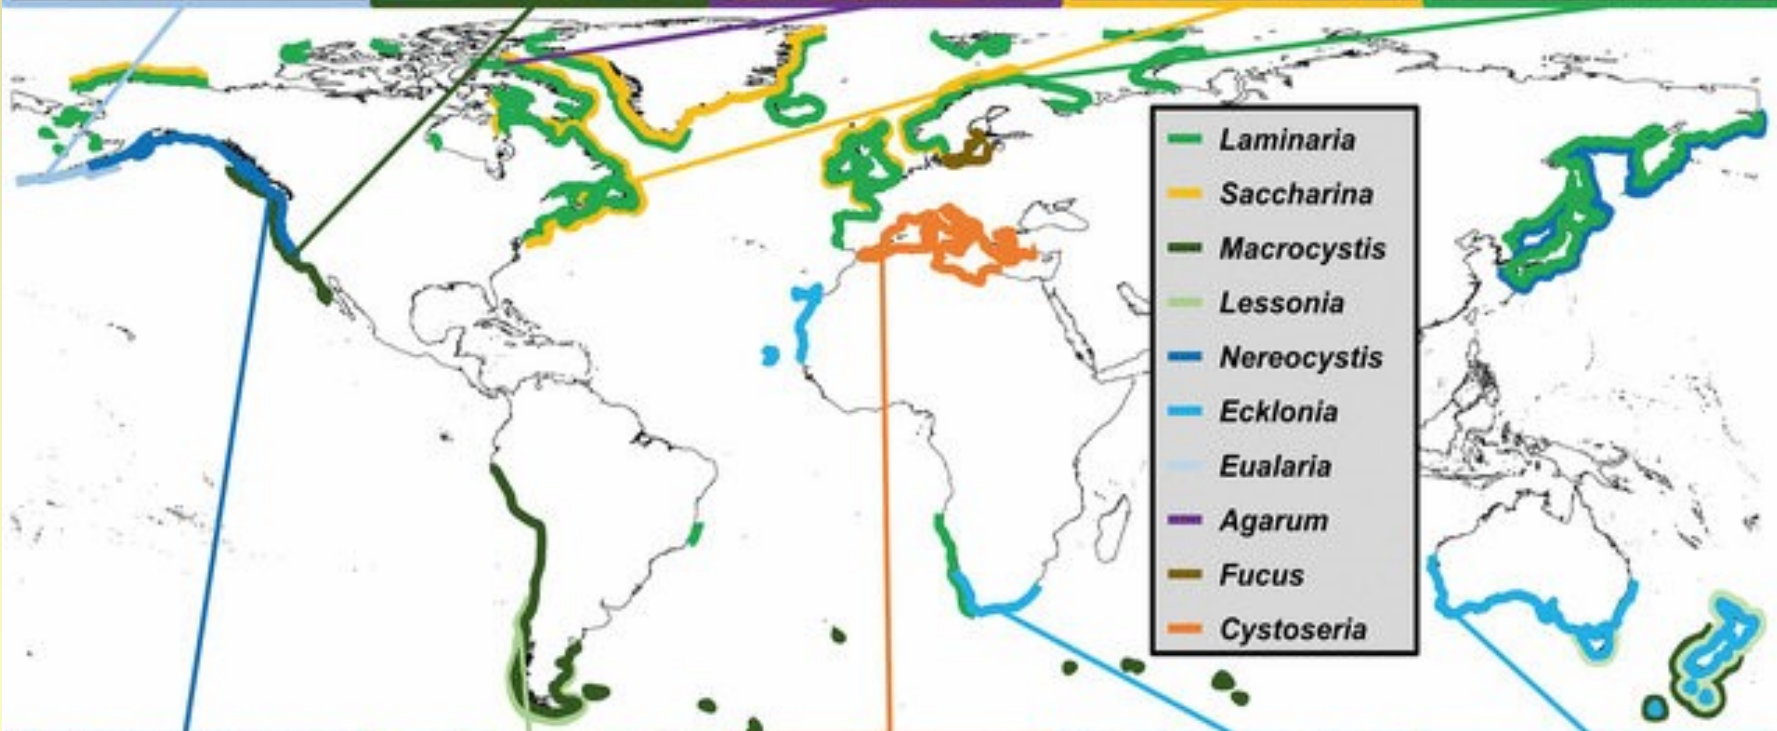 Laminaria
Saccharina
Macrocystis
Lessonia
Nereocystis
Ecklonia
Eualaria
Agarum
Fucus
Cystoseria